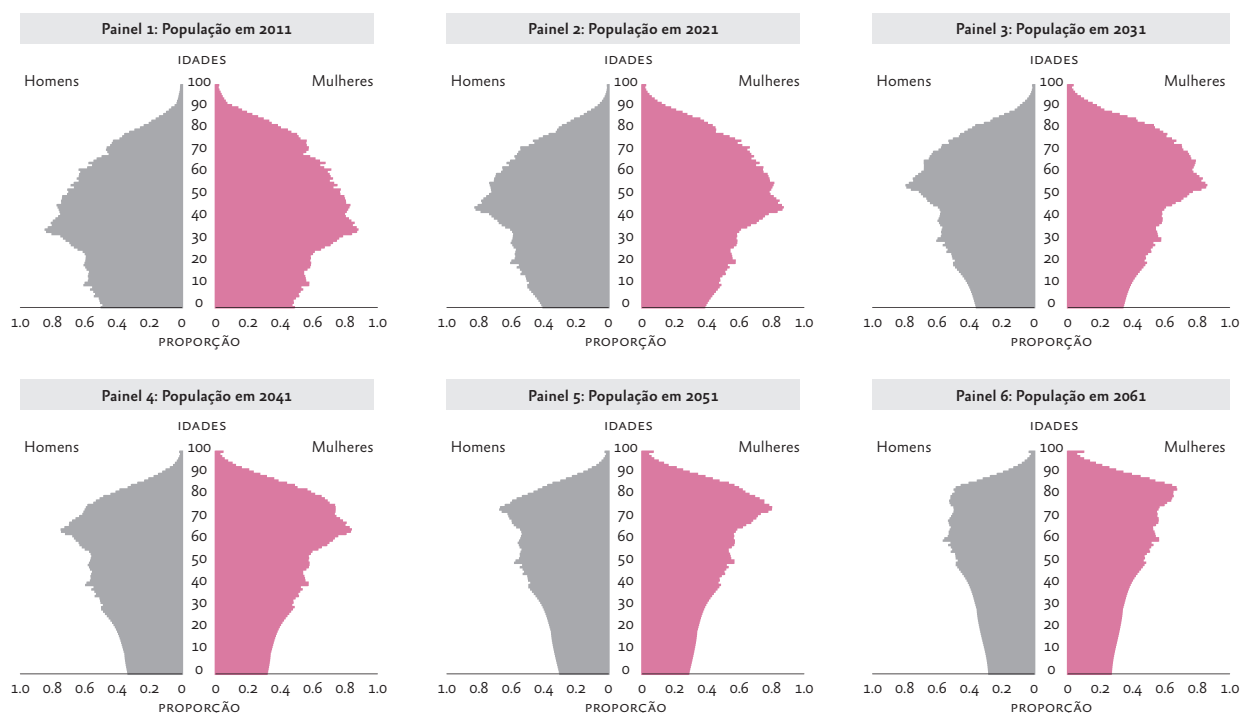 Painel 1: População em 2011
IDADES
Homens
Mulheres
100
90
80
70
60
50
40
30
20
10
0
1.0 0.8 0.6 0.4 0.2 0 0 0.2 0.4 0.6 0.8 1.0
PROPORÇÃO
Painel 2: População em 2021
IDADES
Homens
Mulheres
100
90
80
70
60
50
40
30
20
10
0
1.0 0.8 0.6 0.4 0.2 0 0 0.2 0.4 0.6 0.8 1.0
PROPORÇÃO
Painel 3: População em 2031
IDADES
Homens
Mulheres
100
90
80
70
60
50
40
30
20
10
0
1.0 0.8 0.6 0.4 0.2 0 0 0.2 0.4 0.6 0.8 1.0
PROPORÇÃO
Painel 4: População em 2041
IDADES
Homens
Mulheres
100
90
80
70
60
50
40
30
20
10
0
1.0 0.8 0.6 0.4 0.2 0 0 0.2 0.4 0.6 0.8 1.0
PROPORÇÃO
Painel 5: População em 2051
IDADES
Homens
Mulheres
100
90
80
70
60
50
40
30
20
10
0
1.0 0.8 0.6 0.4 0.2 0 0 0.2 0.4 0.6 0.8 1.0
PROPORÇÃO
Painel 6: População em 2061
IDADES
Homens
Mulheres
100
90
80
70
60
50
40
30
20
10
0
1.0 0.8 0.6 0.4 0.2 0 0 0.2 0.4 0.6 0.8 1.0
PROPORÇÃO